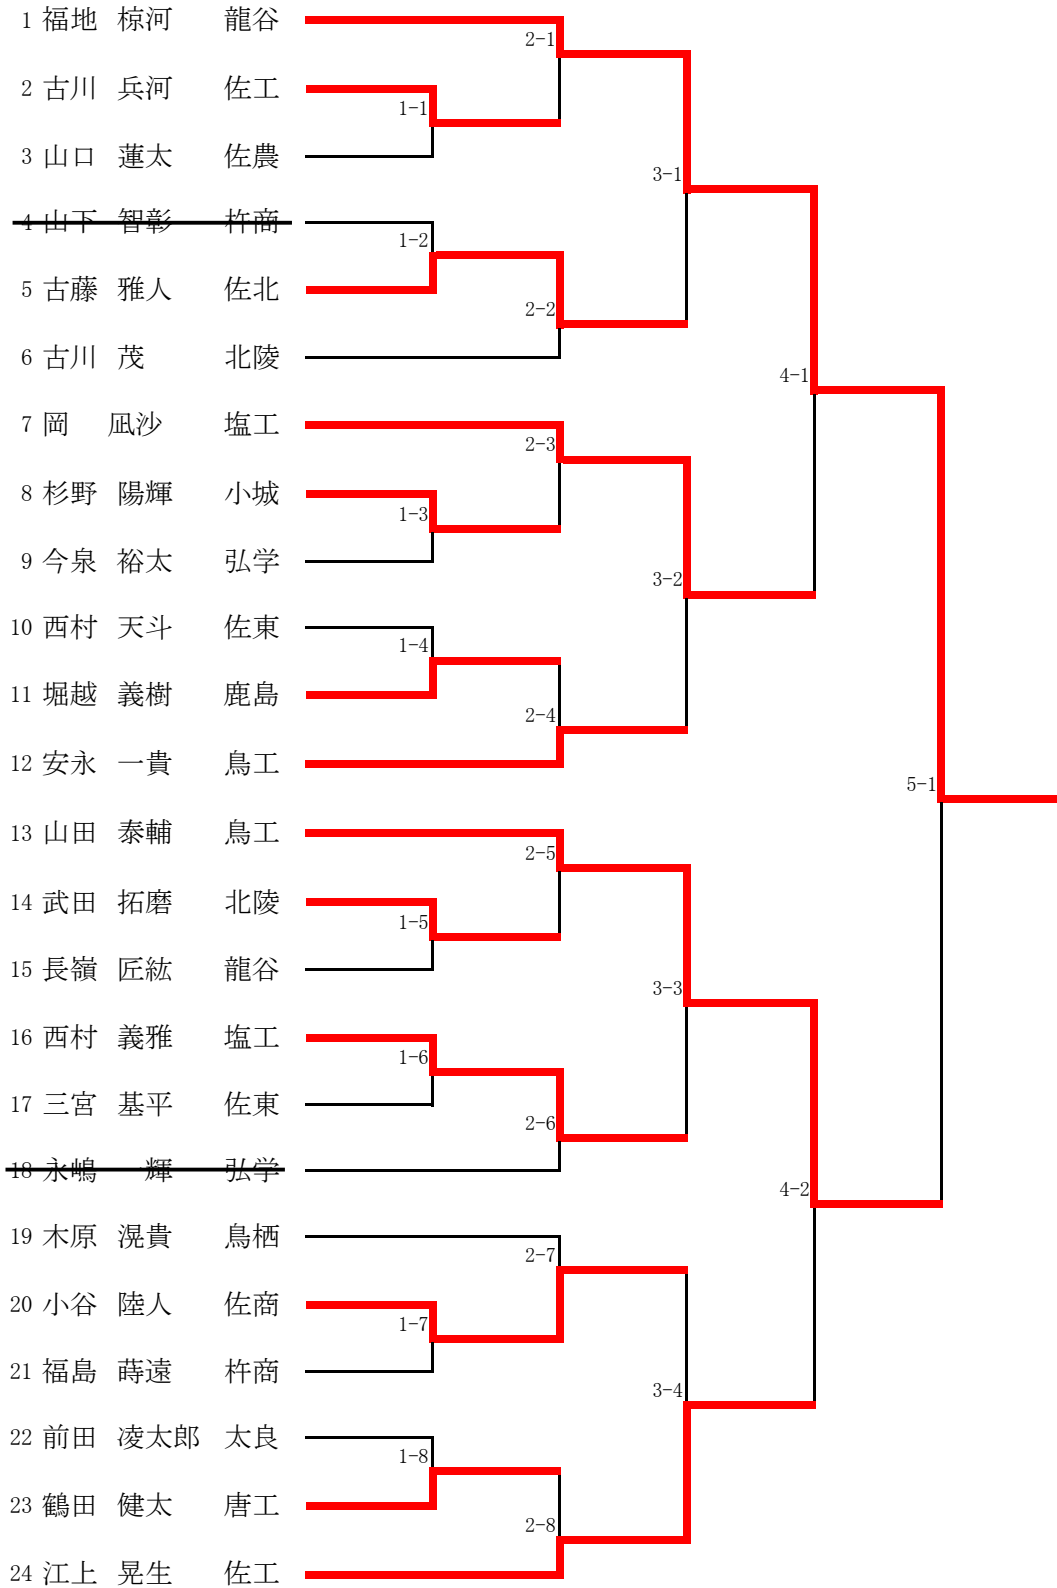 1 福地 椋河 龍谷
2-1
2 古川 兵河 佐工
1-1
3 山口 蓮太 佐農
3-1
4 山下 智彰 杵商
1-2
5 古藤 雅人 佐北
2-2
6 古川 茂 北陵
4-1
7 岡 凪沙 塩工
2-3
8 杉野 陽輝 小城
1-3
9 今泉 裕太 弘学
3-2
10 西村 天斗 佐東
1-4
11 堀越 義樹 鹿島
2-4
12 安永 一貴 鳥工
5-1
13 山田 泰輔 鳥工
2-5
14 武田 拓磨 北陵
1-5
15 長嶺 匠紘 龍谷
3-3
16 西村 義雅 塩工
1-6
17 三宮 基平 佐東
2-6
18 永嶋 一輝 弘学
4-2
19 木原 滉貴 鳥栖
2-7
20 小谷 陸人 佐商
1-7
21 福島 蒔遠 杵商
3-4
22 前田 凌太郎 太良
1-8
23 鶴田 健太 唐工
2-8
24 江上 晃生 佐工